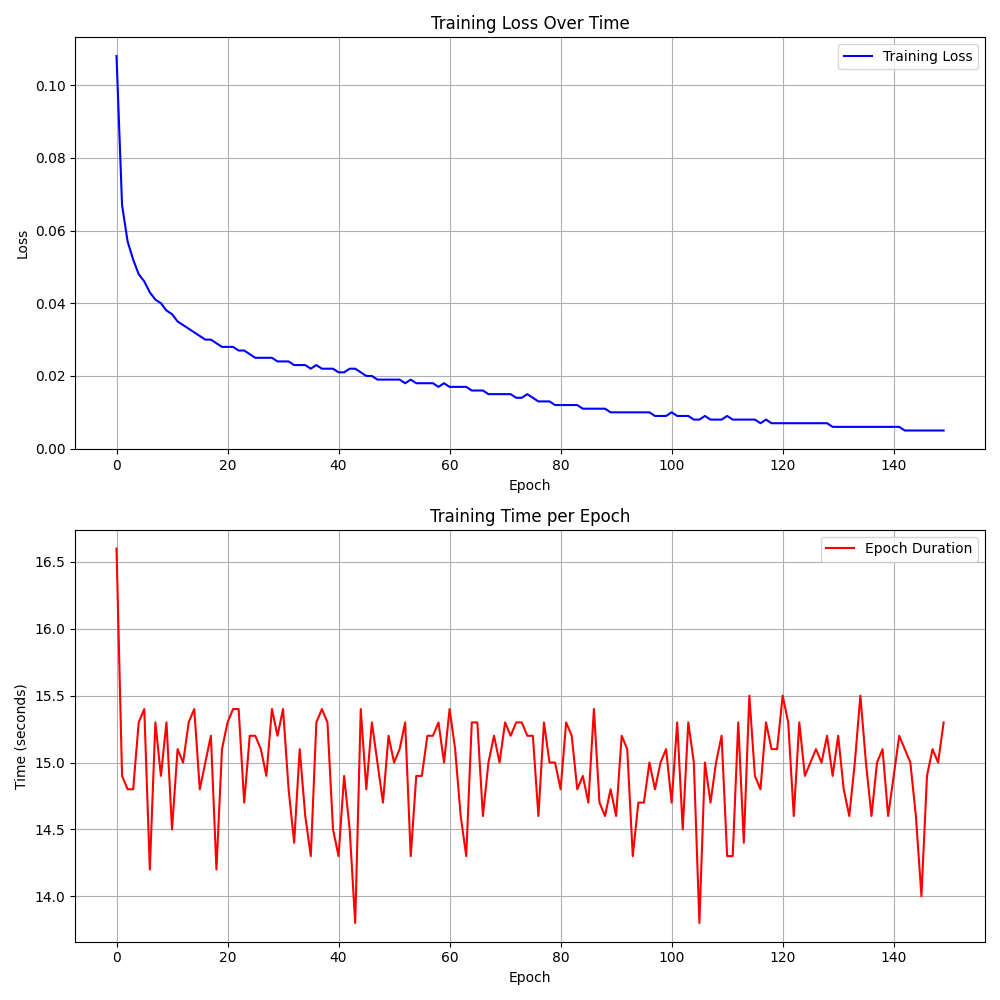 Training Loss Over Time
Training Loss
0.10
0.08
0.06
0.04
0.02
0.00
Loss
0 20 40 60 80 100 120 140
Epoch
Training Time per Epoch
Epoch Duration
16.5
16.0
15.5
15.0
14.5
14.0
Time (seconds)
0 20 40 60 80 100 120 140
Epoch